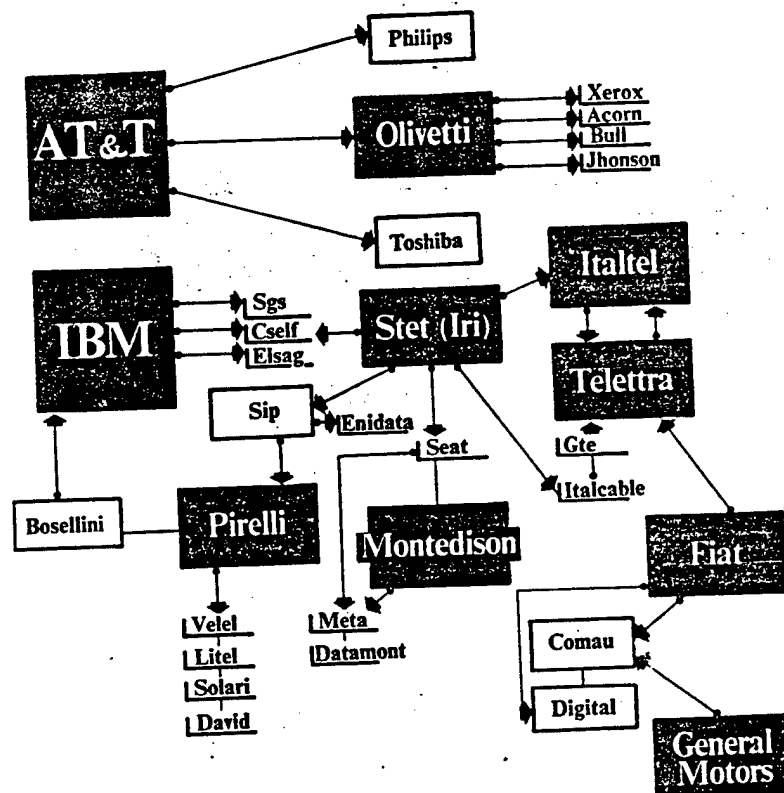 Philips
AT&T
Olivetti
Xerox
Acorn
Bull
Jhonson
Toshiba
Italtel
IBM
Sgs
Cself
Elsag
Stet (Iri)
Telettra
Sip
Enidata
Seat
Gte
Italcable
Bosellini
Pirelli
Montedison
Fiat
Velel
Litel
Solari
David
Meta
Datamont
Comau
Digital
General
Motors